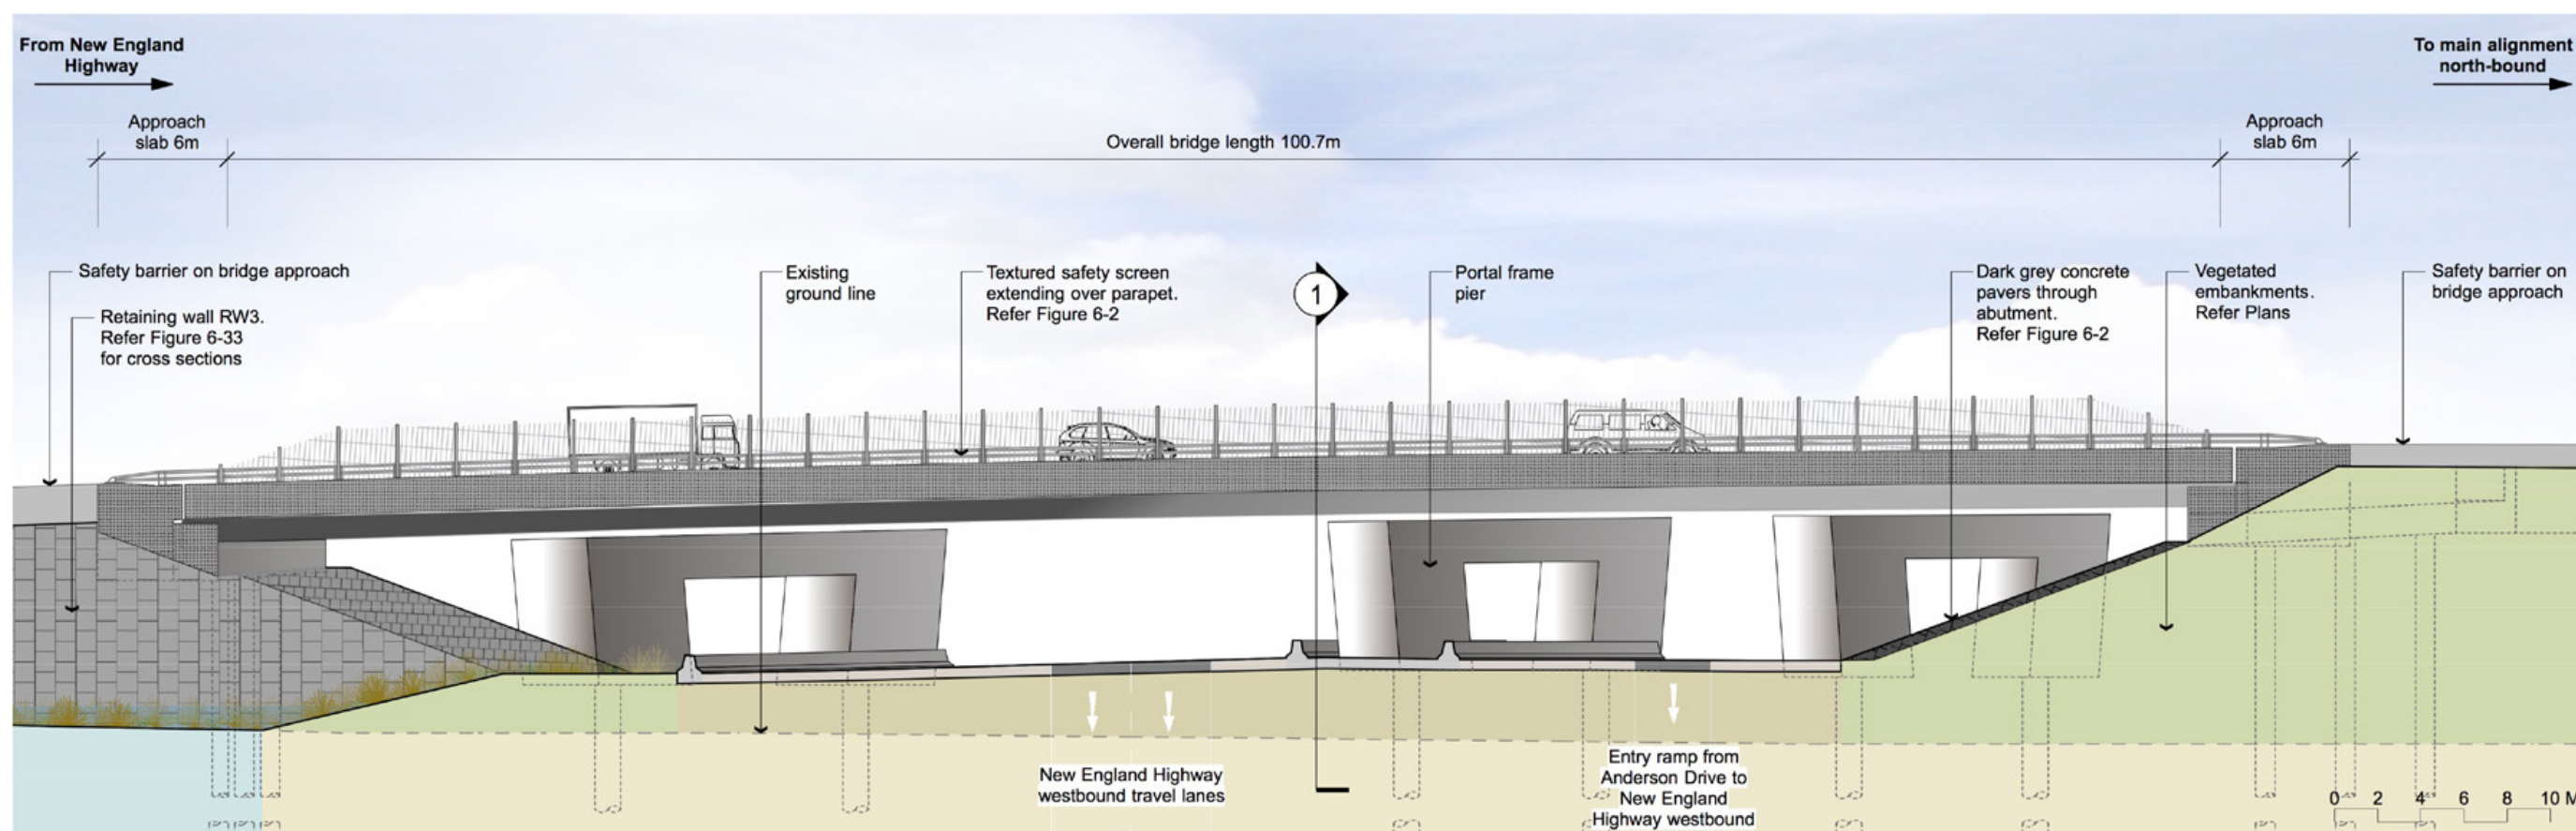 From New England
Highway
To main alignment
north-bound
Approach
slab 6m
Overall bridge length 100.7m
Approach
slab 6m
Safety barrier on bridge approach
Retaining wall RW3.
Refer Figure 6-33
for cross sections
Existing
ground line
Textured safety screen
extending over parapet.
Refer Figure 6-2
1
Portal frame
pier
Dark grey concrete
pavers through
abutment.
Refer Figure 6-2
Vegetated
embankments.
Refer Plans
Safety barrier on
bridge approach
New England Highway
westbound travel lanes
Entry ramp from
Anderson Drive to
New England
Highway westbound
0 2 4 6 8 10 M